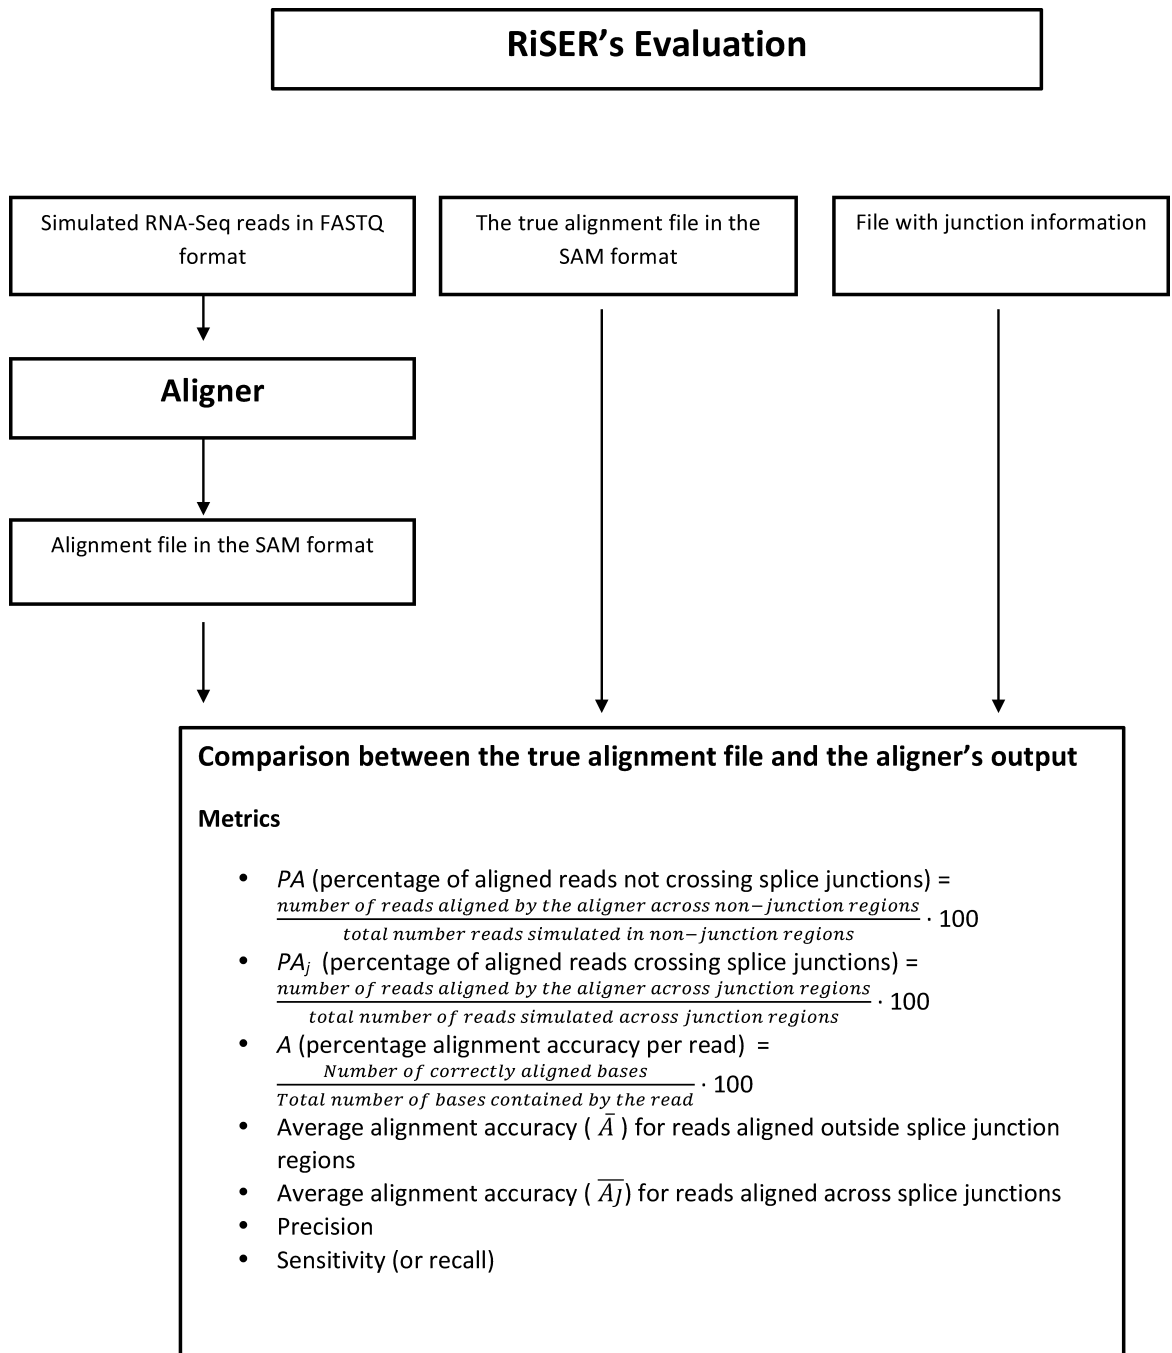 RiSER’s Evaluation
Simulated RNA-Seq reads in FASTQ
format
The true alignment file in the
SAM format
File with junction information
Aligner
Alignment file in the SAM format
Comparison between the true alignment file and the aligner’s output
Metrics
• PA (percentage of aligned reads not crossing splice junctions) =
number of reads aligned by the aligner across non−junction regions
total number reads simulated in non−junction regions
· 100
• PAj (percentage of aligned reads crossing splice junctions) =
number of reads aligned by the aligner across junction regions
total number of reads simulated across junction regions
· 100
• A (percentage alignment accuracy per read) =
Number of correctly aligned bases
Total number of bases contained by the read
· 100
• Average alignment accuracy ( A̅ ) for reads aligned outside splice junction
regions
• Average alignment accuracy ( A̅ȷ̅) for reads aligned across splice junctions
• Precision
• Sensitivity (or recall)